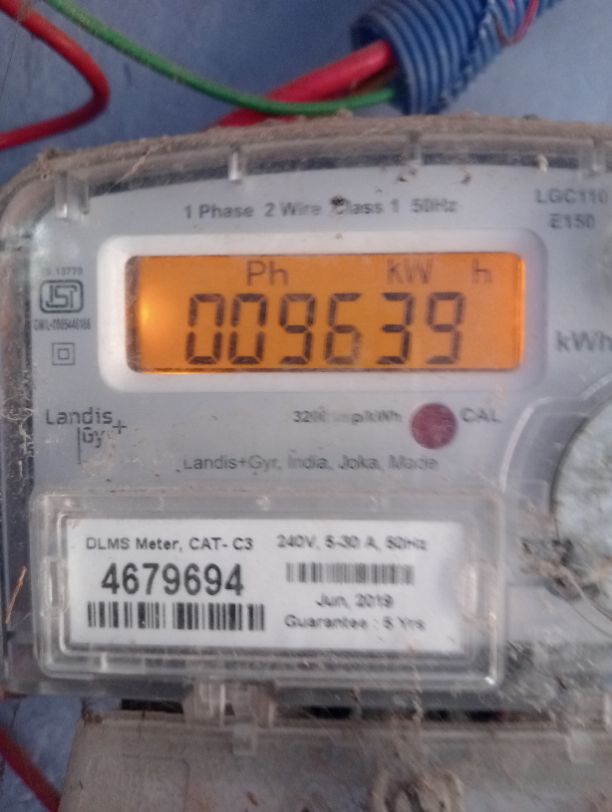 1 Phase 2 Wire Class 1 50Hz
LGC110
E150
IS 13779
ISI
Ph kW h
009639
kWh
Landis
Gyr+
CAL
Landis+Gyr, India, Joka, Made
DLMS Meter, CAT- C3
240V, 5-30 A, 50Hz
4679694
Jun, 2019
Guarantee : 5 Yrs